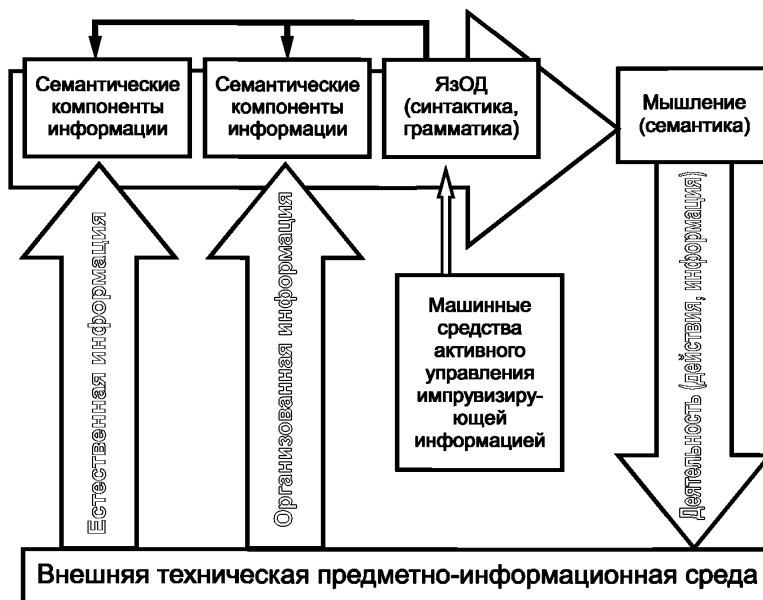 Семантические
компоненты
информации
Семантические
компоненты
информации
ЯзОД
(синтактика,
грамматика)
Мышление
(семантика)
Естественная информация
Организованная информация
Машинные
средства
активного
управления
импрувизиру-
ющей
информацией
Деятельность (действия, информация)
Внешняя техническая предметно-информационная среда